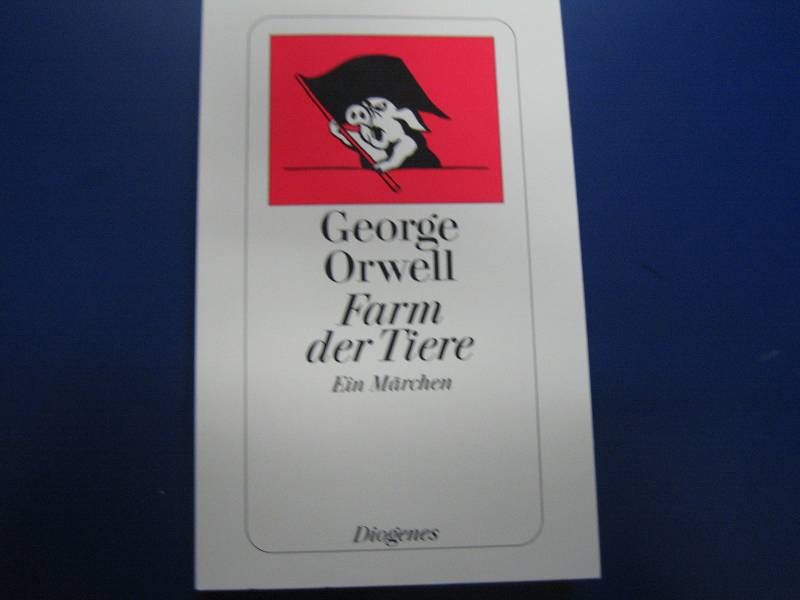 George
Orwell
Farm
der Tiere
Ein Märchen
Diogenes